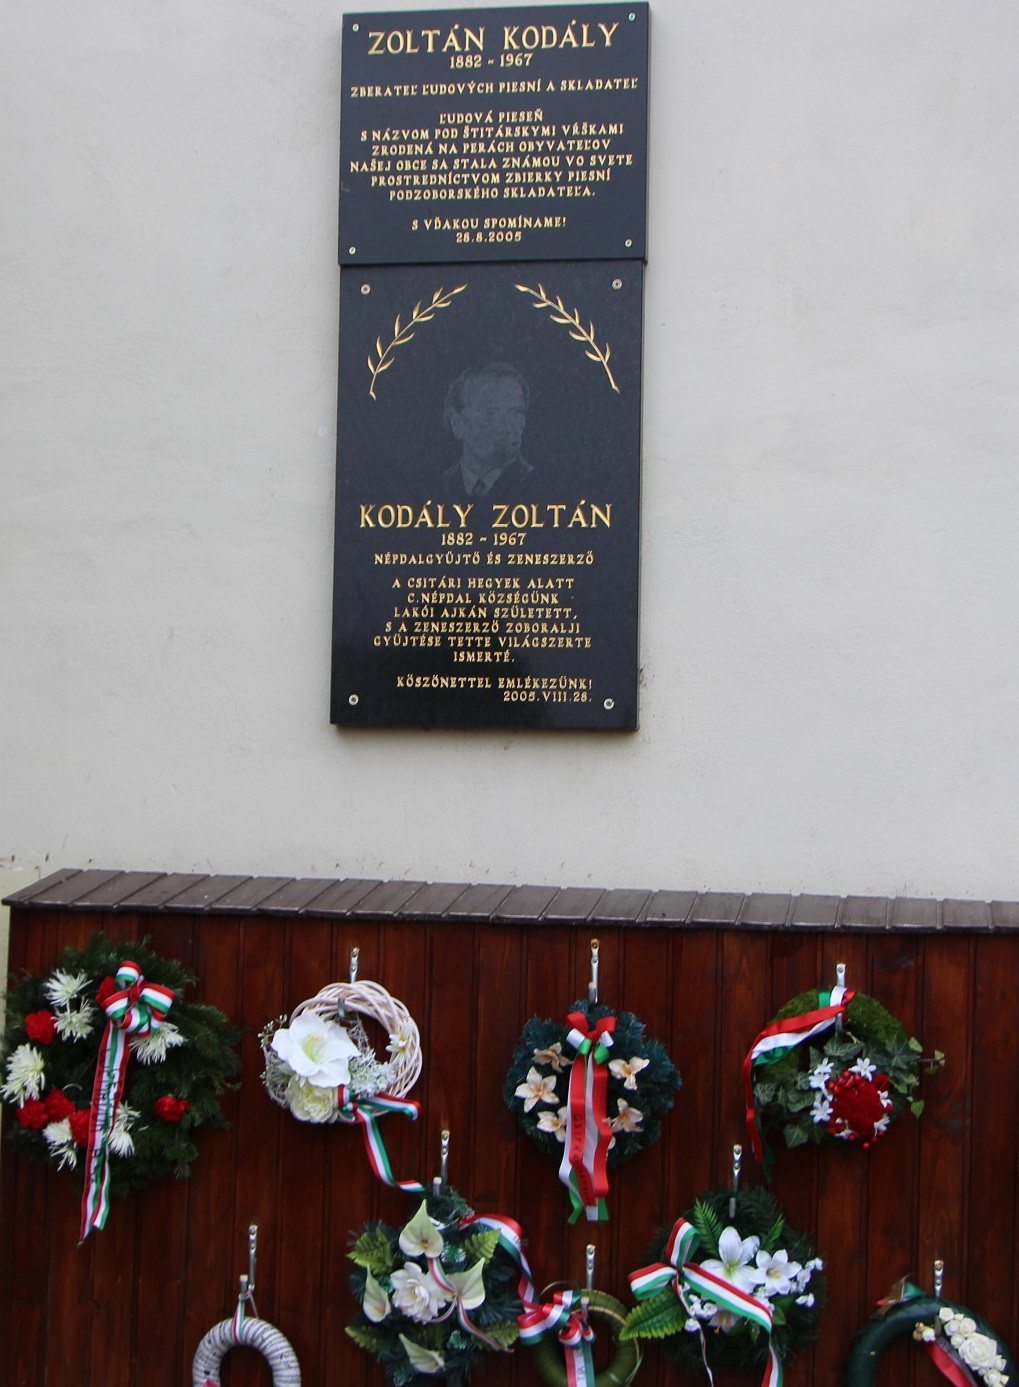 ZOLTÁN KODÁLY
1882 - 1967
ZBERATEĽ ĽUDOVÝCH PIESNÍ A SKLADATEĽ
ĽUDOVÁ PIESEŇ
S NÁZVOM POD ŠTITÁRSKYMI VŔŠKAMI
ZRODENÁ NA PERÁCH OBYVATEĽOV
NAŠEJ OBCE SA STALA ZNÁMOU VO SVETE
PROSTREDNÍCTVOM ZBIERKY PIESNÍ
PODZOBORSKÉHO SKLADATEĽA.
S VĎAKOU SPOMÍNAME!
28.8.2005
KODÁLY ZOLTÁN
1882 - 1967
NÉPDALGYŰJTŐ ÉS ZENESZERZŐ
A CSITÁRI HEGYEK ALATT
C.NÉPDAL KÖZSÉGÜNK
LAKÓI AJKÁN SZÜLETETT,
S A ZENESZERZŐ ZOBORALJI
GYŰJTÉSE TETTE VILÁGSZERTE
ISMERTÉ.
KÖSZÖNETTEL EMLÉKEZÜNK!
2005.VIII.28.